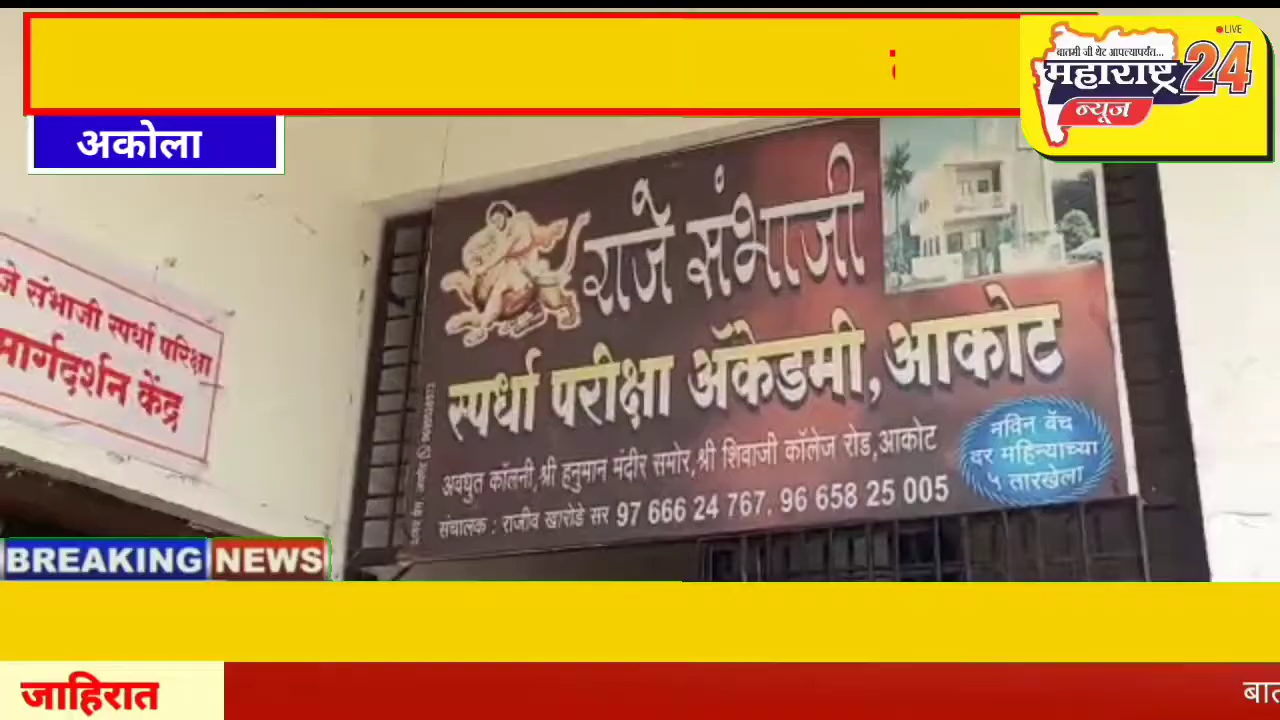 LIVE
बातमी जी थेट आपल्यापर्यंत...
महाराष्ट्र 24
न्यूज
अकोला
राजे संभाजी
स्पर्धा परीक्षा ॲकेडमी, आकोट
अवधुत कॉलनी, श्री हनुमान मंदीर समोर, श्री शिवाजी कॉलेज रोड, आकोट
संचालक : राजीव खारोडे सर 97 666 24 767, 96 658 25 005
नविन बॅच
दर महिन्याच्या
५ तारखेला
जे संभाजी स्पर्धा परिक्षा
मार्गदर्शन केंद्र
BREAKING NEWS
जाहिरात